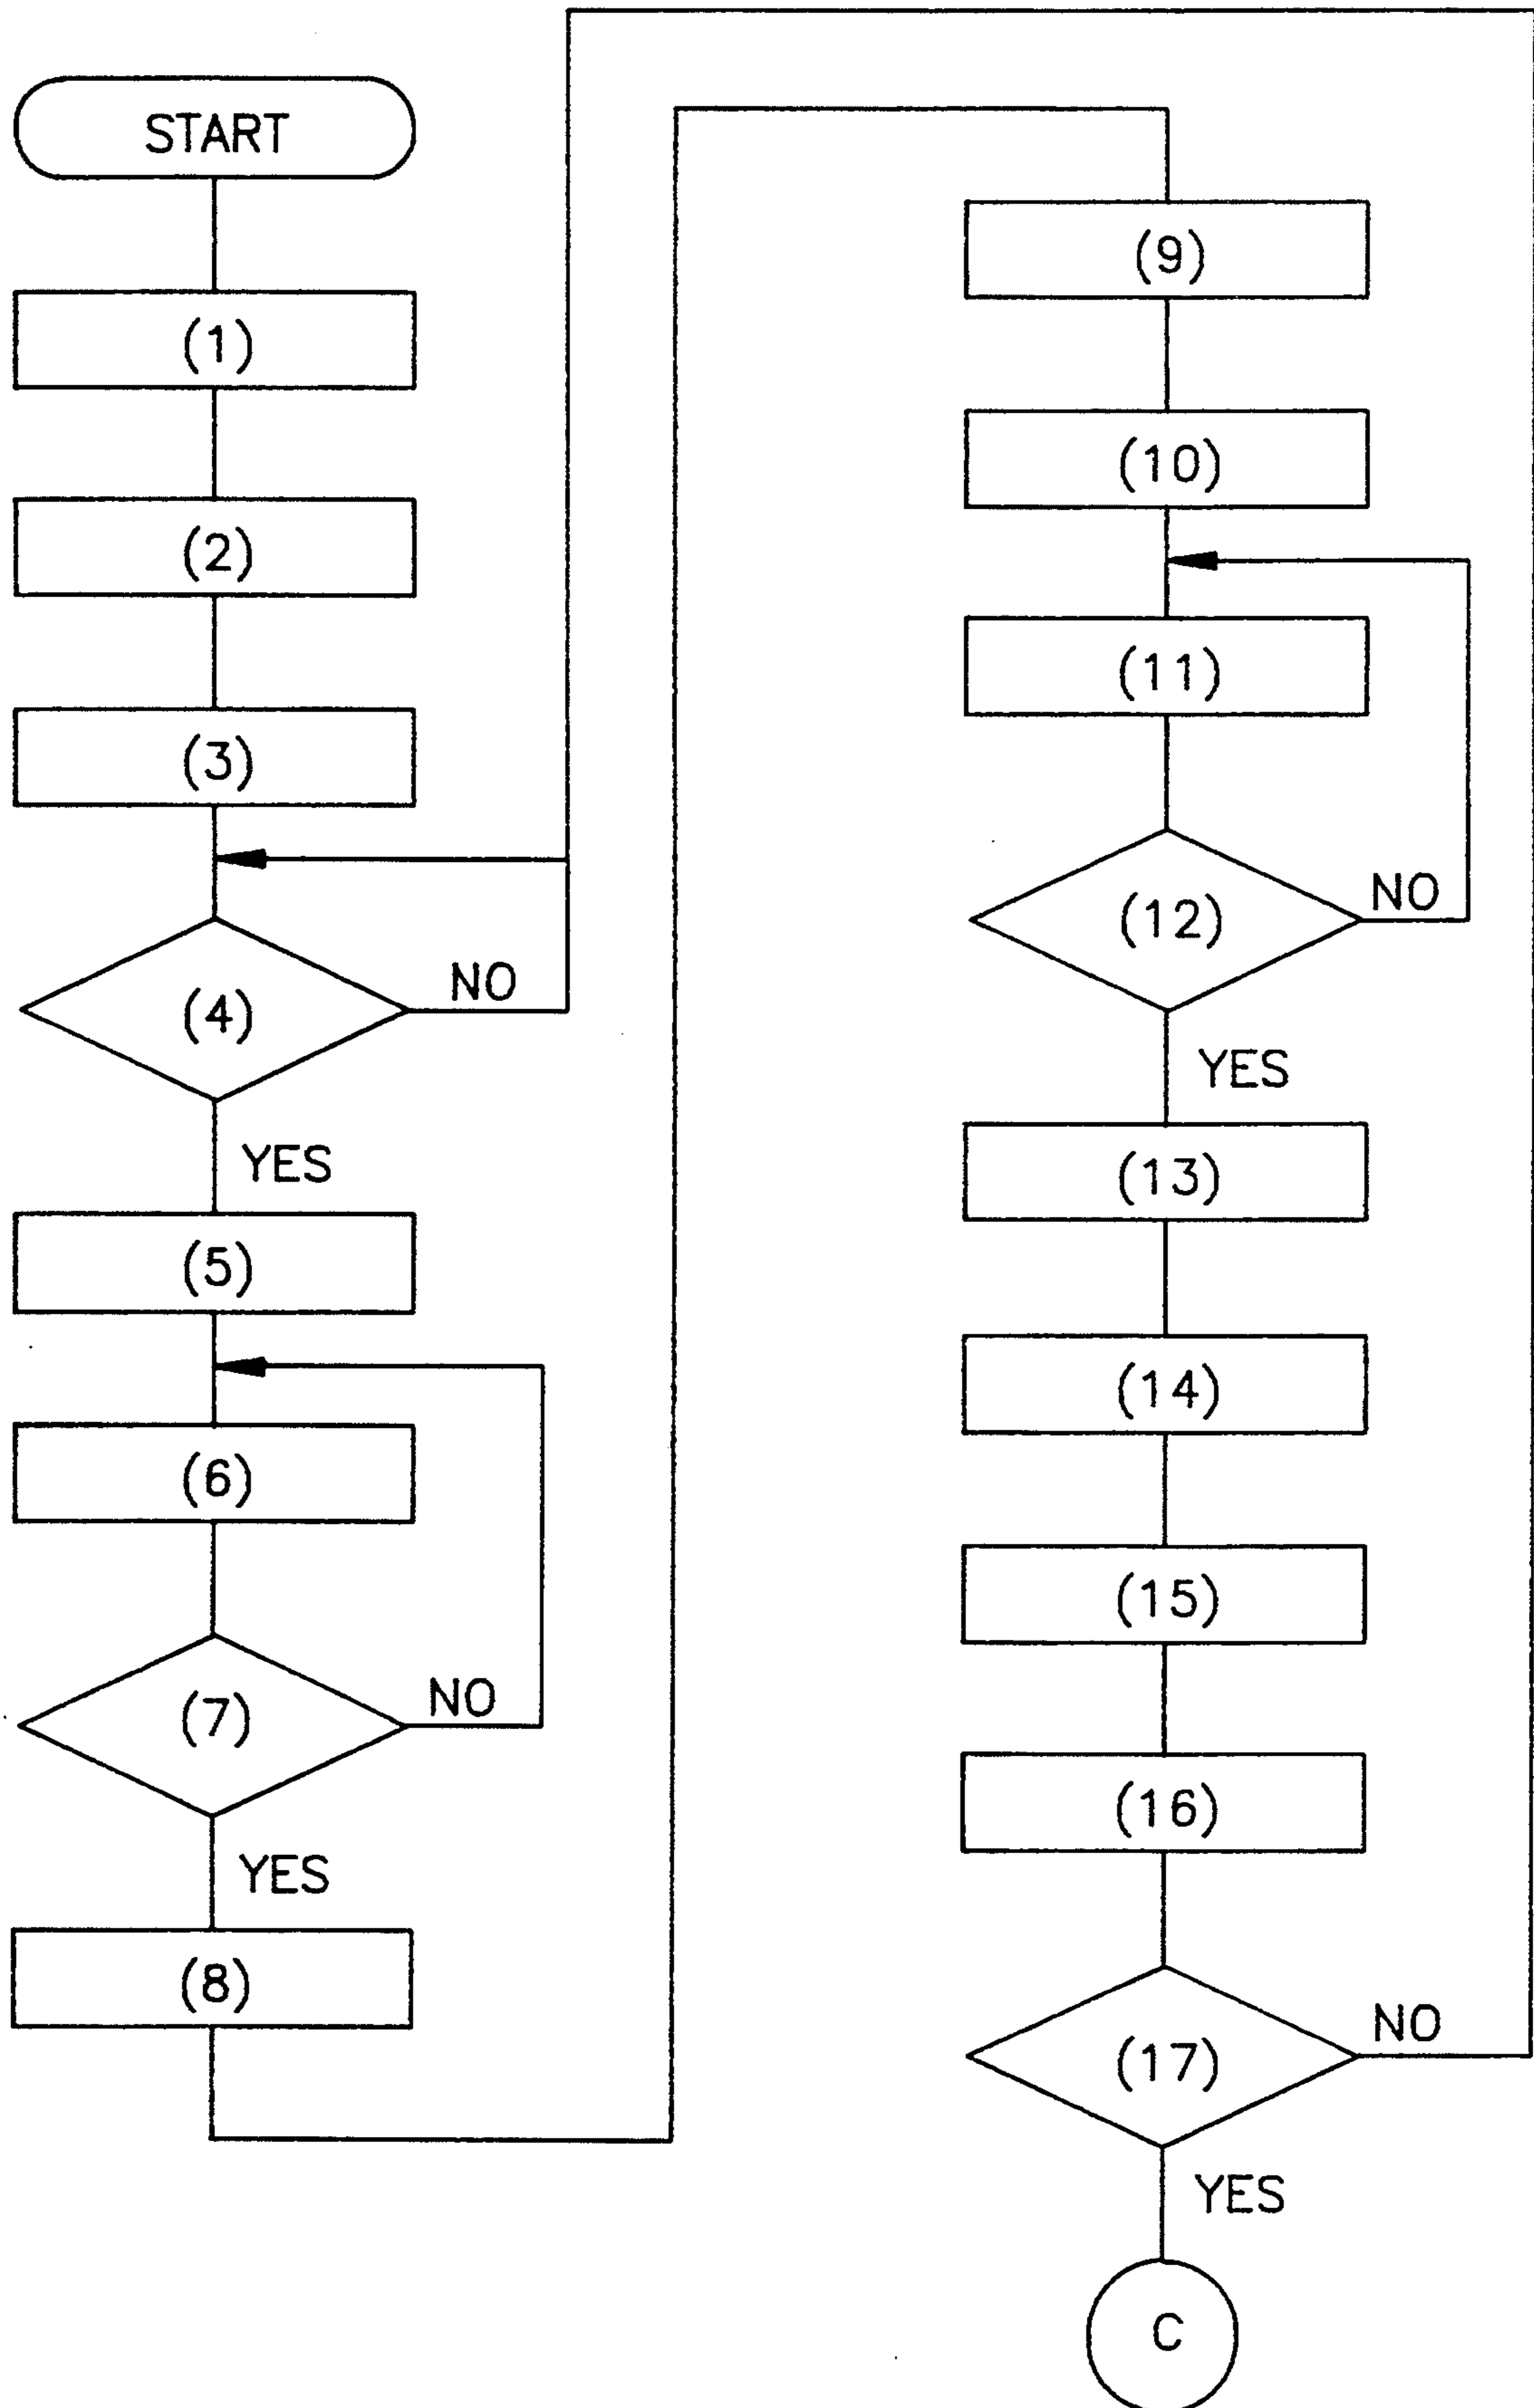 START
(1)
(2)
(3)
(4)
NO
YES
(5)
(6)
(7)
NO
YES
(8)
(9)
(10)
(11)
(12)
NO
YES
(13)
(14)
(15)
(16)
(17)
NO
YES
C